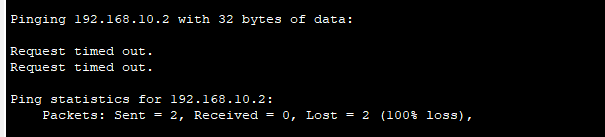 Pinging 192.168.10.2 with 32 bytes of data:
Request timed out.
Request timed out.
Ping statistics for 192.168.10.2:
Packets: Sent = 2, Received = 0, Lost = 2 (100% loss),